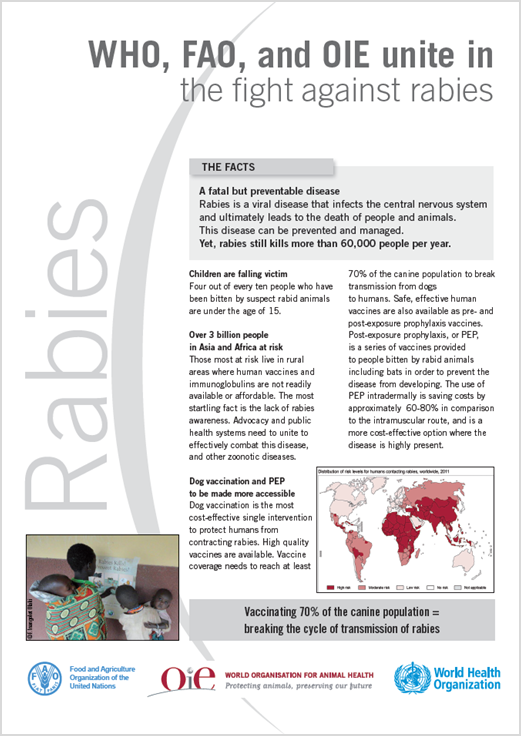 WHO, FAO, and OIE unite in
the fight against rabies
Rabies
THE FACTS
A fatal but preventable disease
Rabies is a viral disease that infects the central nervous system
and ultimately leads to the death of people and animals.
This disease can be prevented and managed.
Yet, rabies still kills more than 60,000 people per year.
Children are falling victim
Four out of every ten people who have
been bitten by suspect rabid animals
are under the age of 15.
Over 3 billion people
in Asia and Africa at risk
Those most at risk live in rural
areas where human vaccines and
immunoglobulins are not readily
available or affordable. The most
startling fact is the lack of rabies
awareness. Advocacy and public
health systems need to unite to
effectively combat this disease,
and other zoonotic diseases.
Dog vaccination and PEP
to be made more accessible
Dog vaccination is the most
cost-effective single intervention
to protect humans from
contracting rabies. High quality
vaccines are available. Vaccine
coverage needs to reach at least
70% of the canine population to break
transmission from dogs
to humans. Safe, effective human
vaccines are also available as pre- and
post-exposure prophylaxis vaccines.
Post-exposure prophylaxis, or PEP,
is a series of vaccines provided
to people bitten by rabid animals
including bats in order to prevent the
disease from developing. The use of
PEP intradermally is saving costs by
approximately 60-80% in comparison
to the intramuscular route, and is a
more cost-effective option where the
disease is highly present.
Distribution of risk levels for humans contacting rabies, worldwide, 2011
High risk
Moderate risk
Low risk
No risk
Not applicable
Vaccinating 70% of the canine population =
breaking the cycle of transmission of rabies
FAO
FIAT PANIS
Food and Agriculture
Organization of the
United Nations
Oie
WORLD ORGANISATION FOR ANIMAL HEALTH
Protecting animals, preserving our future
World Health
Organization